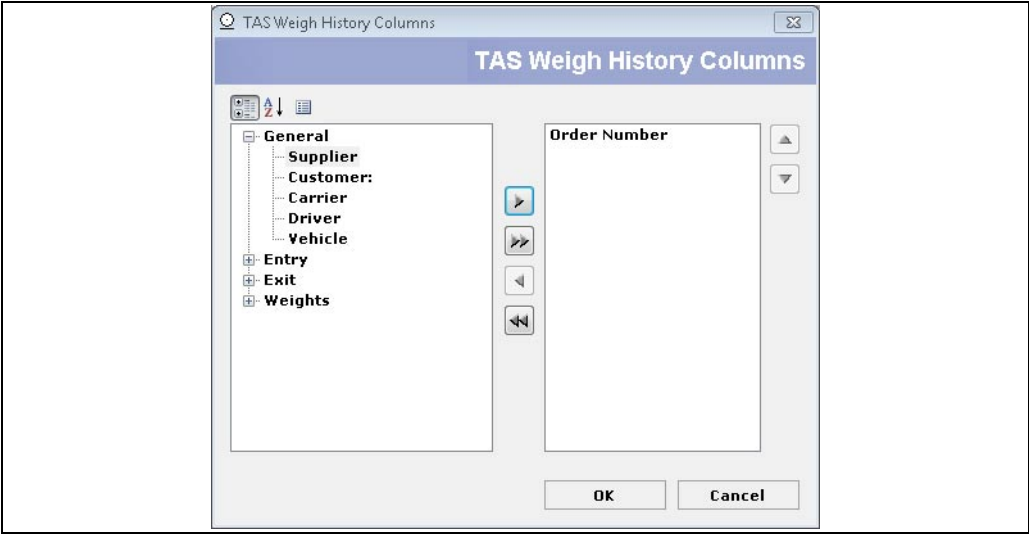 TAS Weigh History Columns
TAS Weigh History Columns
A
Z
General
Supplier
Customer:
Carrier
Driver
Vehicle
Entry
Exit
Weights
Order Number
OK
Cancel